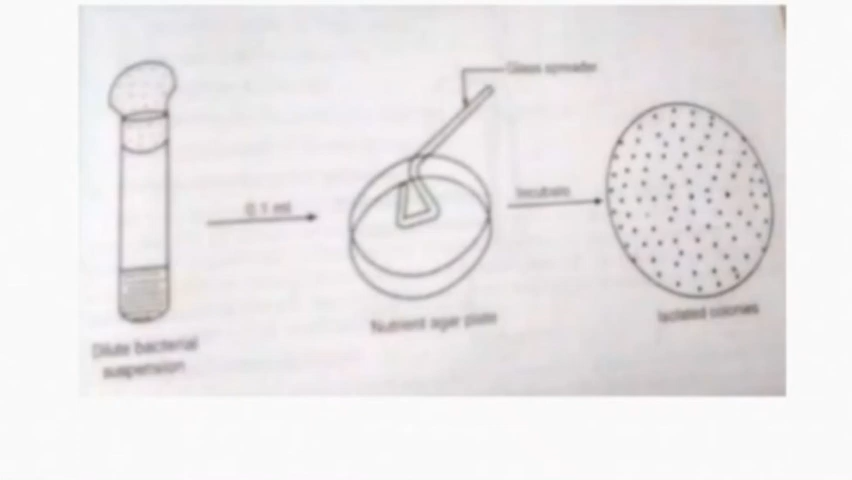 Glass spreader
0.1 ml
Incubate
Nutrient agar plate
Isolated colonies
Dilute bacterial
suspension